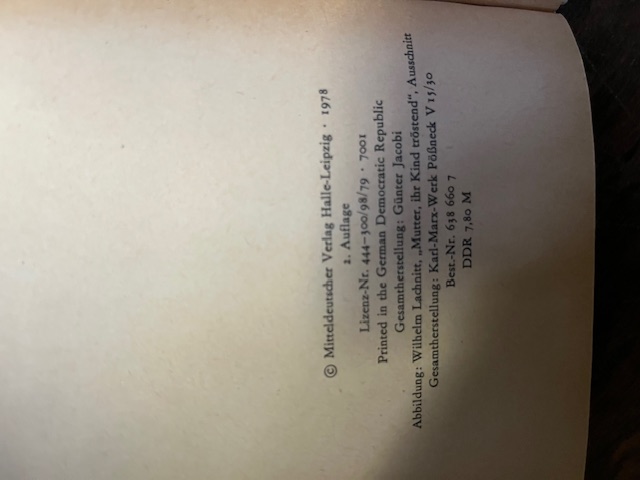 © Mitteldeutscher Verlag Halle-Leipzig · 1978
2. Auflage
Lizenz-Nr. 444-300/98/79 · 7001
Printed in the German Democratic Republic
Gesamtherstellung: Günter Jacobi
Abbildung: Wilhelm Lachnitt, „Mutter, ihr Kind tröstend“, Ausschnitt
Gesamtherstellung: Karl-Marx-Werk Pößneck V 15/30
Best.-Nr. 638 660 7
DDR 7,80 M